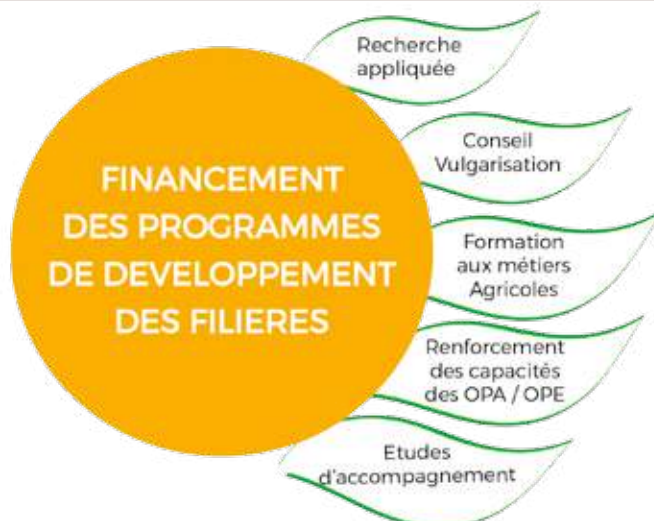 FINANCEMENT
DES PROGRAMMES
DE DEVELOPPEMENT
DES FILIERES
Recherche
appliquée
Conseil
Vulgarisation
Formation
aux métiers
Agricoles
Renforcement
des capacités
des OPA / OPE
Etudes
d'accompagnement